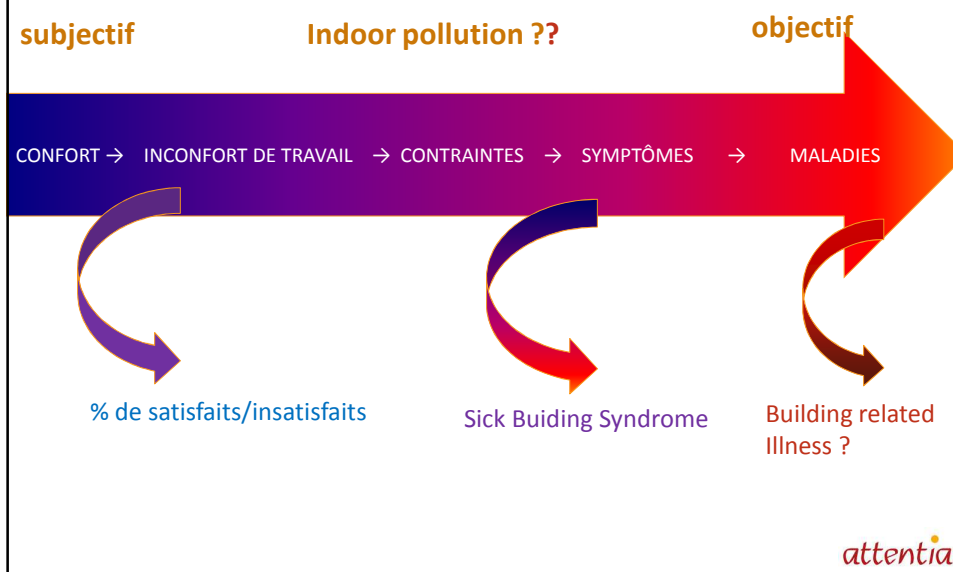 subjectif
Indoor pollution ??
objectif
CONFORT → INCONFORT DE TRAVAIL → CONTRAINTES → SYMPTÔMES → MALADIES
% de satisfaits/insatisfaits
Sick Buiding Syndrome
Building related
Illness ?
attentia